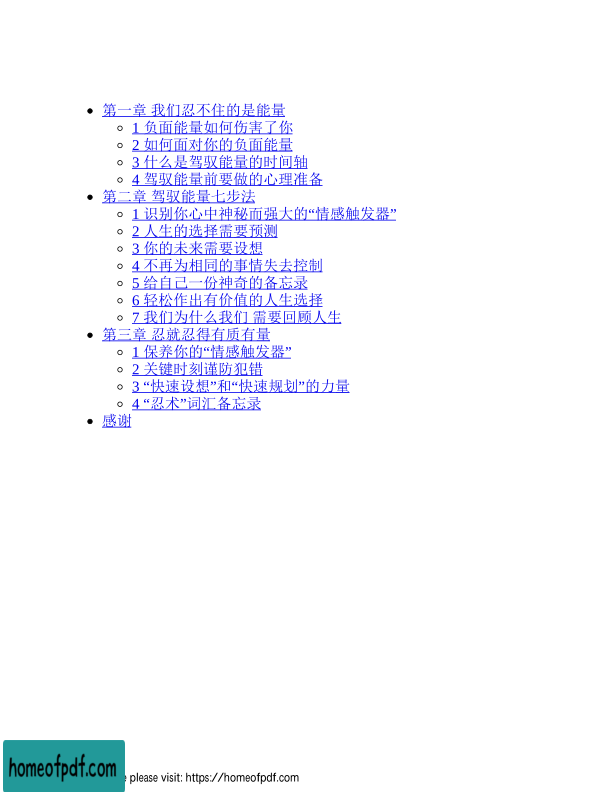 第一章 我们忍不住的是能量
1 负面能量如何伤害了你
2 如何面对你的负面能量
3 什么是驾驭能量的时间轴
4 驾驭能量前要做的心理准备
第二章 驾驭能量七步法
1 识别你心中神秘而强大的“情感触发器”
2 人生的选择需要预测
3 你的未来需要设想
4 不再为相同的事情失去控制
5 给自己一份神奇的备忘录
6 轻松作出有价值的人生选择
7 我们为什么我们 需要回顾人生
第三章 忍就忍得有质有量
1 保养你的“情感触发器”
2 关键时刻谨防犯错
3 “快速设想”和“快速规划”的力量
4 “忍术”词汇备忘录
感谢
homeofpdf.com
please visit: https://homeofpdf.com